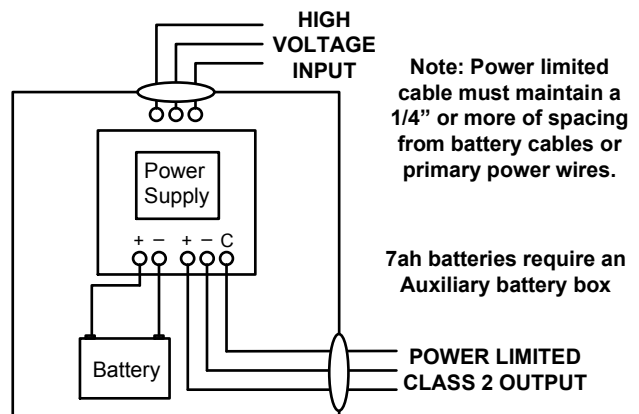 HIGH
VOLTAGE
INPUT
Note: Power limited
cable must maintain a
1/4” or more of spacing
from battery cables or
primary power wires.
Power
Supply
+ – + – C
7ah batteries require an
Auxiliary battery box
Battery
POWER LIMITED
CLASS 2 OUTPUT